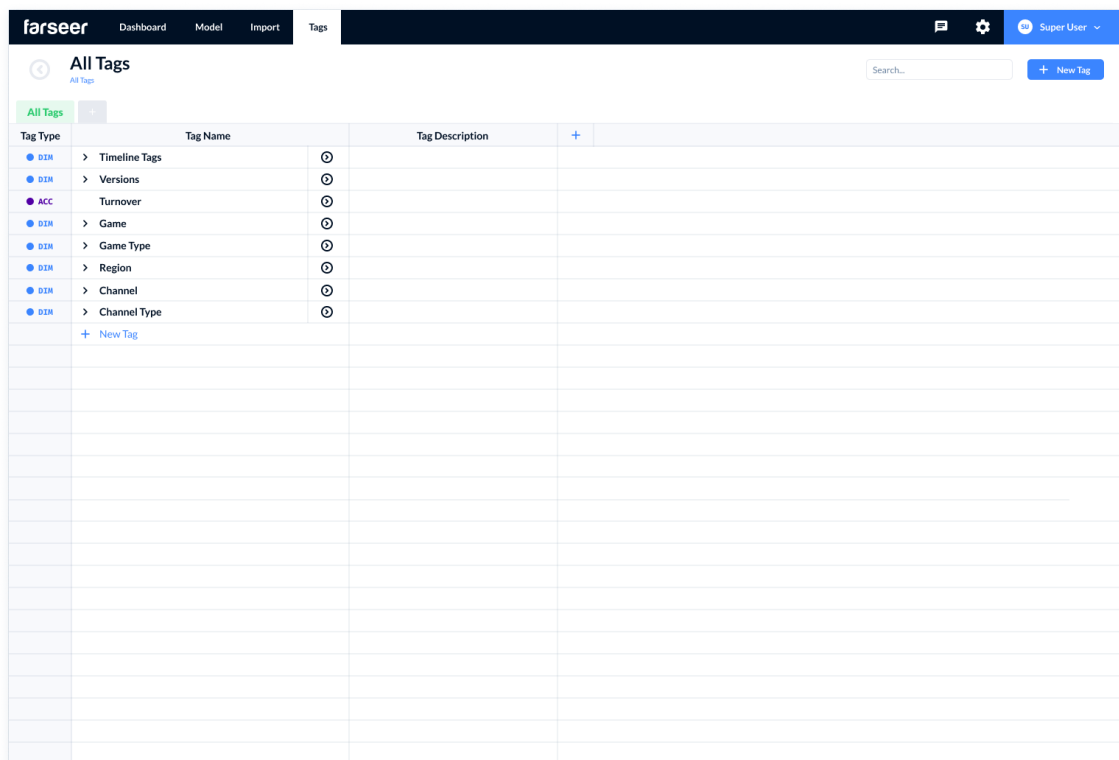 farseer Dashboard Model Import Tags SU Super User
All Tags
All Tags
Search...
+ New Tag
All Tags +
Tag Type Tag Name Tag Description +
DIM Timeline Tags
DIM Versions
ACC Turnover
DIM Game
DIM Game Type
DIM Region
DIM Channel
DIM Channel Type
+ New Tag